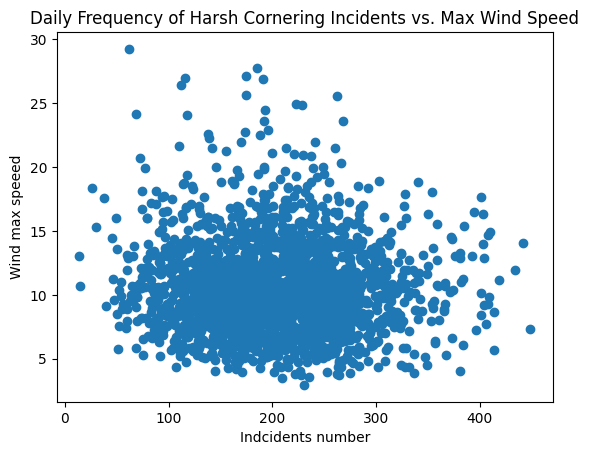 Daily Frequency of Harsh Cornering Incidents vs. Max Wind Speed
30
25
20
15
10
5
Wind max speeed
0 100 200 300 400
Indcidents number